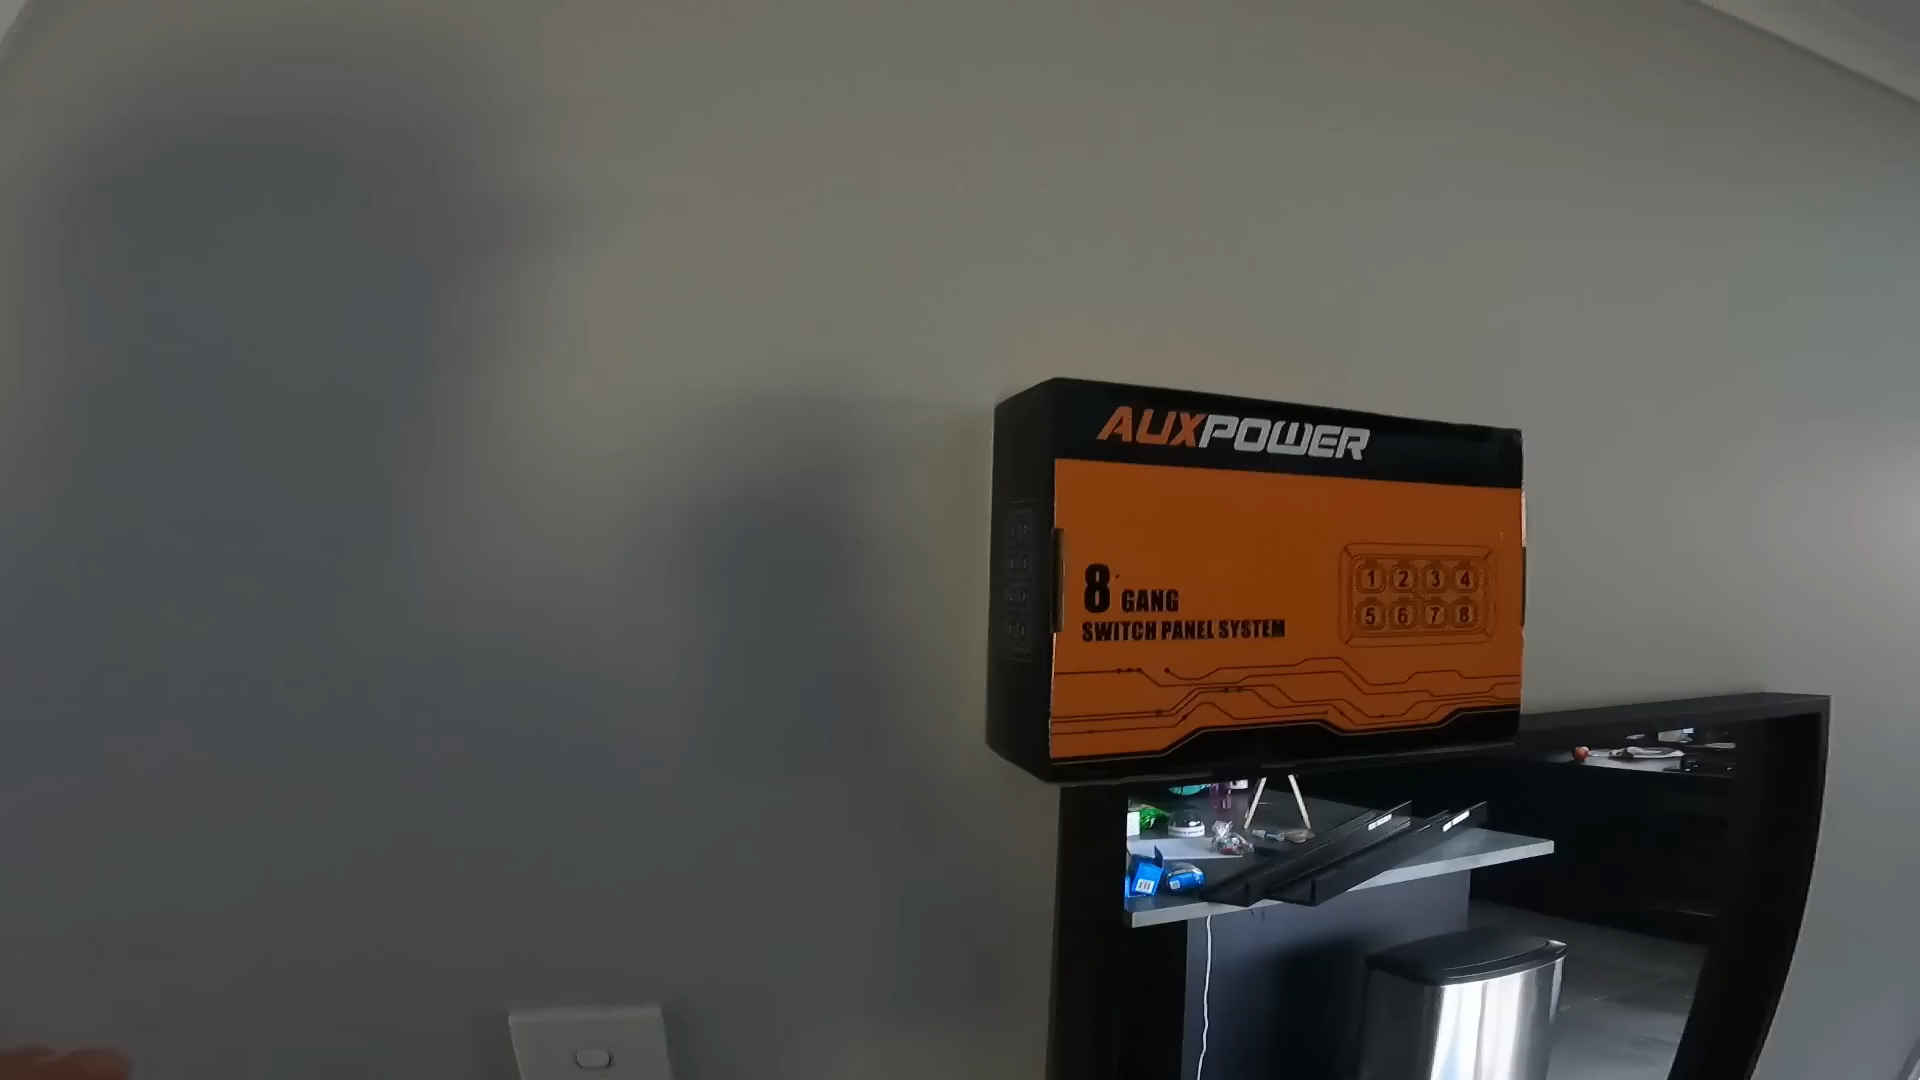 AUXPOWER
8 GANG
SWITCH PANEL SYSTEM
1 2 3 4
5 6 7 8